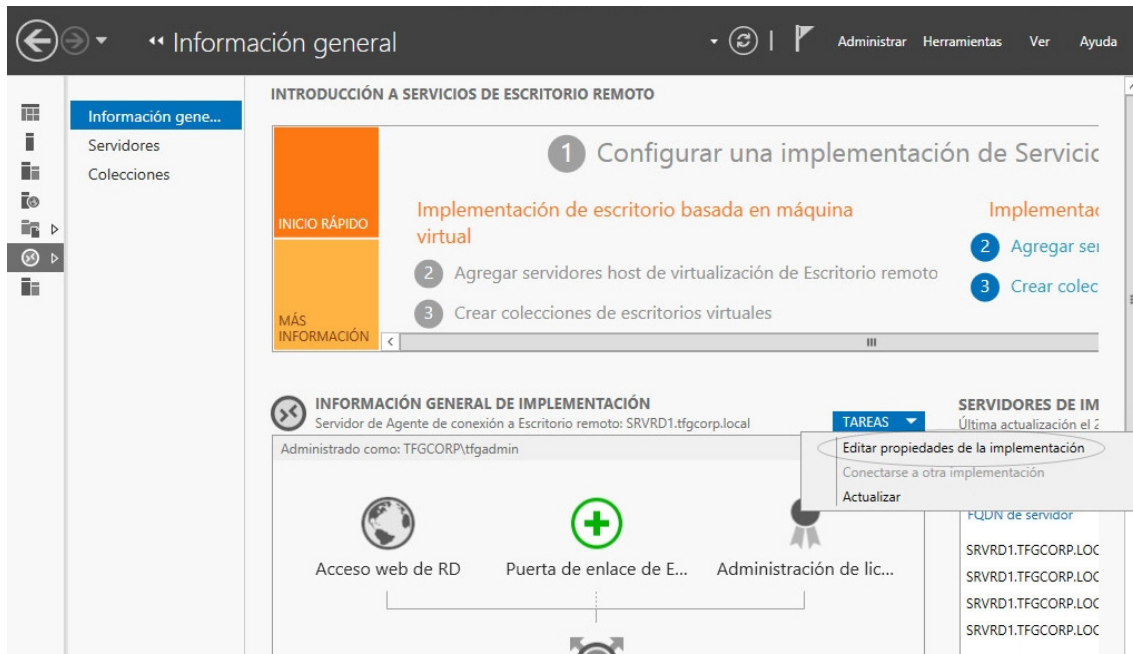 Información general
Administrar Herramientas Ver Ayuda
Información gene...
Servidores
Colecciones
INTRODUCCIÓN A SERVICIOS DE ESCRITORIO REMOTO
INICIO RÁPIDO
MÁS
INFORMACIÓN
1 Configurar una implementación de Servicic
Implementación de escritorio basada en máquina
virtual
2 Agregar servidores host de virtualización de Escritorio remoto
3 Crear colecciones de escritorios virtuales
Implementac
2 Agregar ser
3 Crear colec
INFORMACIÓN GENERAL DE IMPLEMENTACIÓN
Servidor de Agente de conexión a Escritorio remoto: SRVRD1.tfgcorp.local
TAREAS
Editar propiedades de la implementación
Conectarse a otra implementación
Actualizar
Administrado como: TFGCORP\tfgadmin
Acceso web de RD
Puerta de enlace de E...
Administración de lic...
SERVIDORES DE IM
Última actualización el 2
FQDN de servidor
SRVRD1.TFGCORP.LOC
SRVRD1.TFGCORP.LOC
SRVRD1.TFGCORP.LOC
SRVRD1.TFGCORP.LOC